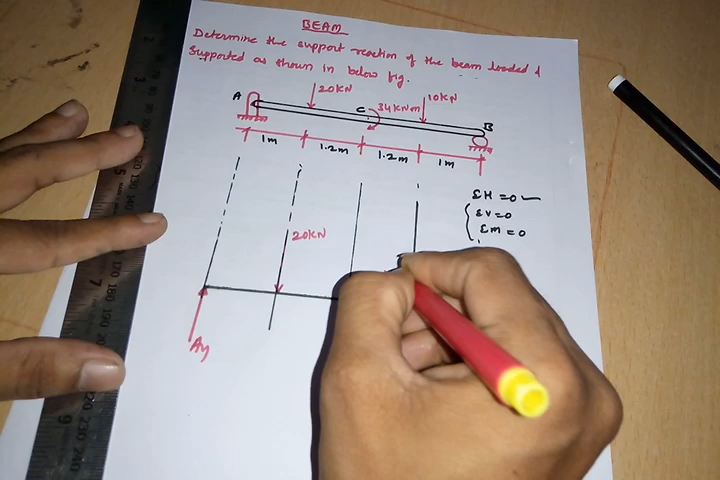 BEAM
Determine the support reaction of the beam loaded &
supported as shown in below fig.
20KN
C 34KNm 10KN
A
B
1m 1.2m 1.2m 1m
ΣH = 0
ΣV = 0
Σm = 0
20KN
Ay